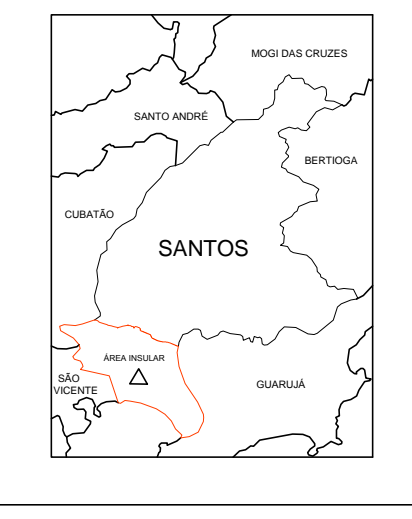 MOGI DAS CRUZES
SANTO ANDRÉ
BERTIOGA
CUBATÃO
SANTOS
ÁREA INSULAR
SÃO
VICENTE
GUARUJÁ